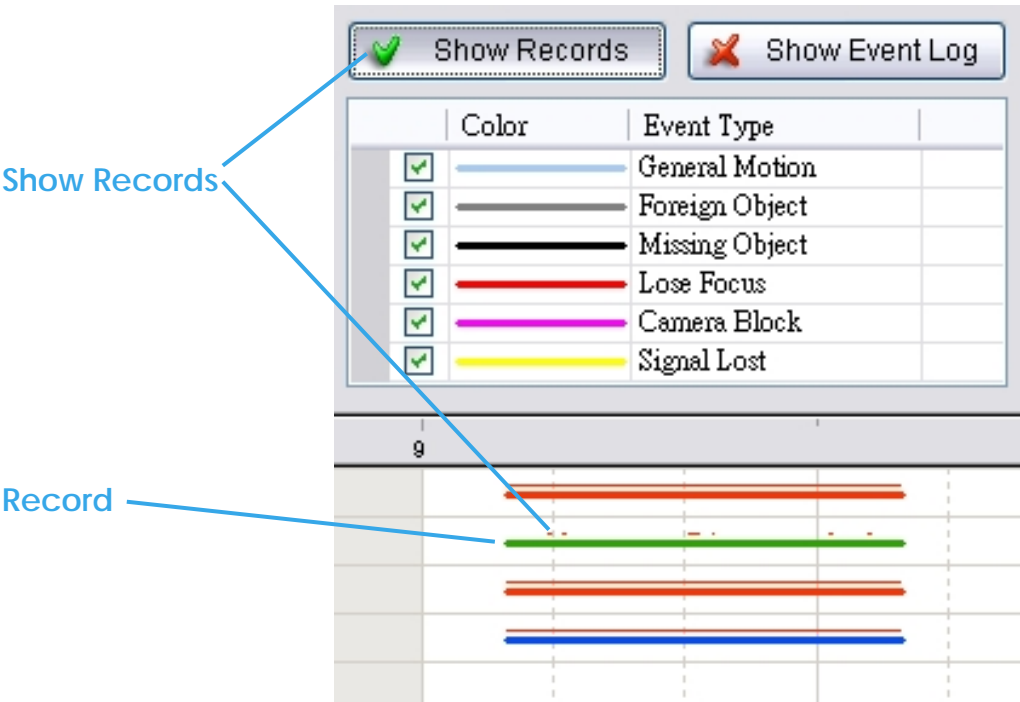 Show Records
Show Event Log
Color
Event Type
General Motion
Show Records
Foreign Object
Missing Object
Lose Focus
Camera Block
Signal Lost
9
Record